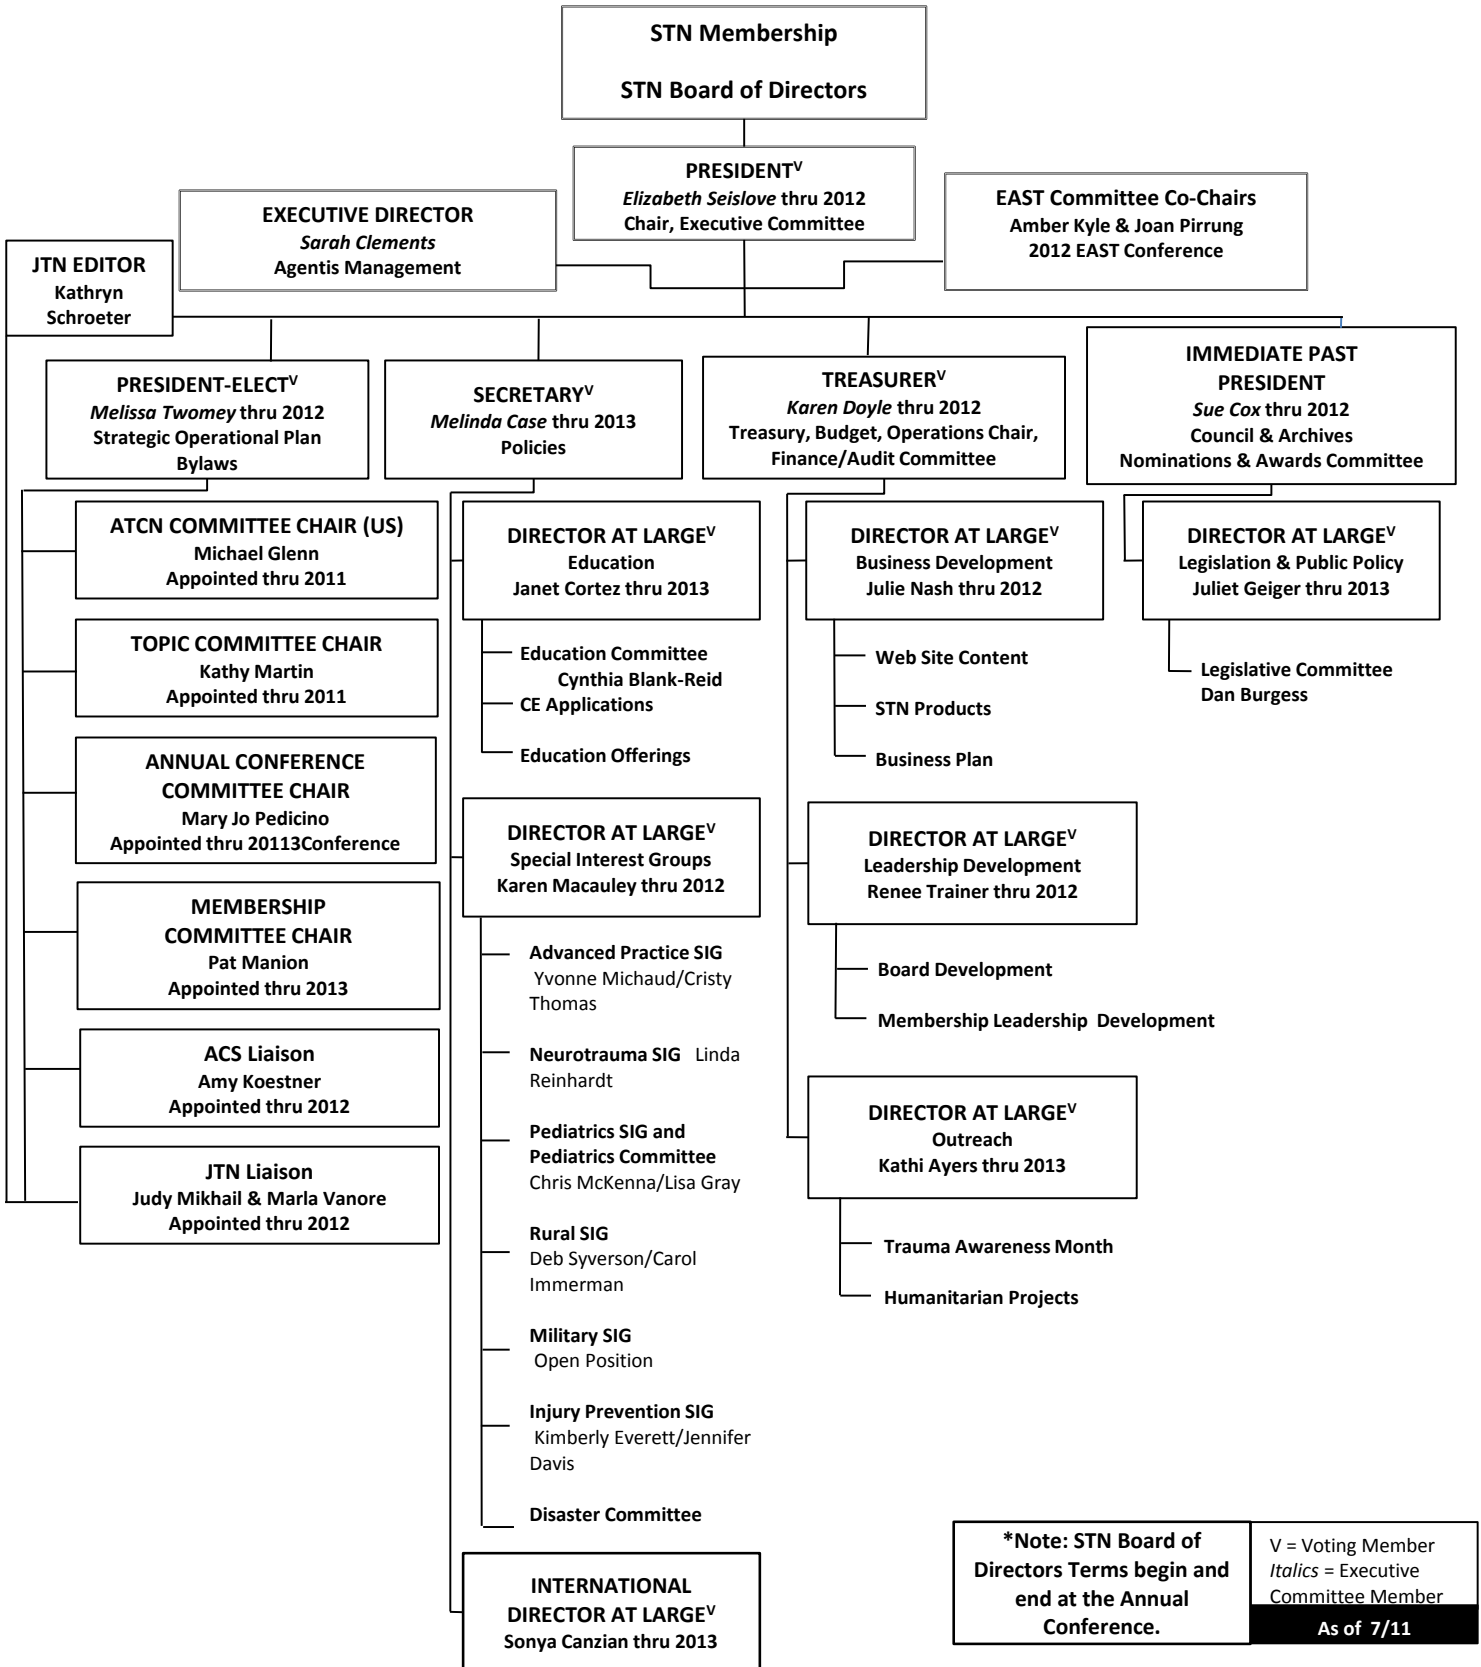 STN Membership
STN Board of Directors
PRESIDENTⱽ
Elizabeth Seislove thru 2012
Chair, Executive Committee
EXECUTIVE DIRECTOR
Sarah Clements
Agentis Management
EAST Committee Co-Chairs
Amber Kyle & Joan Pirrung
2012 EAST Conference
JTN EDITOR
Kathryn
Schroeter
PRESIDENT-ELECTⱽ
Melissa Twomey thru 2012
Strategic Operational Plan
Bylaws
SECRETARYⱽ
Melinda Case thru 2013
Policies
TREASURERⱽ
Karen Doyle thru 2012
Treasury, Budget, Operations Chair,
Finance/Audit Committee
IMMEDIATE PAST
PRESIDENT
Sue Cox thru 2012
Council & Archives
Nominations & Awards Committee
ATCN COMMITTEE CHAIR (US)
Michael Glenn
Appointed thru 2011
TOPIC COMMITTEE CHAIR
Kathy Martin
Appointed thru 2011
ANNUAL CONFERENCE
COMMITTEE CHAIR
Mary Jo Pedicino
Appointed thru 20113Conference
MEMBERSHIP
COMMITTEE CHAIR
Pat Manion
Appointed thru 2013
ACS Liaison
Amy Koestner
Appointed thru 2012
JTN Liaison
Judy Mikhail & Marla Vanore
Appointed thru 2012
DIRECTOR AT LARGEⱽ
Education
Janet Cortez thru 2013
Education Committee
Cynthia Blank-Reid
CE Applications
Education Offerings
DIRECTOR AT LARGEⱽ
Special Interest Groups
Karen Macauley thru 2012
Advanced Practice SIG
Yvonne Michaud/Cristy
Thomas
Neurotrauma SIG Linda
Reinhardt
Pediatrics SIG and
Pediatrics Committee
Chris McKenna/Lisa Gray
Rural SIG
Deb Syverson/Carol
Immerman
Military SIG
Open Position
Injury Prevention SIG
Kimberly Everett/Jennifer
Davis
Disaster Committee
INTERNATIONAL
DIRECTOR AT LARGEⱽ
Sonya Canzian thru 2013
DIRECTOR AT LARGEⱽ
Business Development
Julie Nash thru 2012
Web Site Content
STN Products
Business Plan
DIRECTOR AT LARGEⱽ
Leadership Development
Renee Trainer thru 2012
Board Development
Membership Leadership Development
DIRECTOR AT LARGEⱽ
Outreach
Kathi Ayers thru 2013
Trauma Awareness Month
Humanitarian Projects
DIRECTOR AT LARGEⱽ
Legislation & Public Policy
Juliet Geiger thru 2013
Legislative Committee
Dan Burgess
*Note: STN Board of
Directors Terms begin and
end at the Annual
Conference.
V = Voting Member
Italics = Executive
Committee Member
As of 7/11